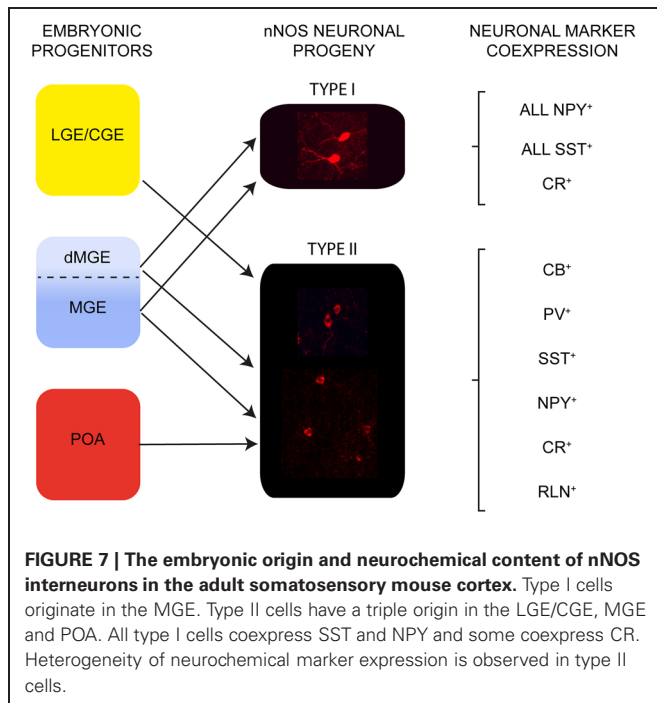 EMBRYONIC
PROGENITORS
nNOS NEURONAL
PROGENY
NEURONAL MARKER
COEXPRESSION
LGE/CGE
dMGE
MGE
POA
TYPE I
TYPE II
ALL NPY⁺
ALL SST⁺
CR⁺
CB⁺
PV⁺
SST⁺
NPY⁺
CR⁺
RLN⁺
FIGURE 7 | The embryonic origin and neurochemical content of nNOS
interneurons in the adult somatosensory mouse cortex. Type I cells
originate in the MGE. Type II cells have a triple origin in the LGE/CGE, MGE
and POA. All type I cells coexpress SST and NPY and some coexpress CR.
Heterogeneity of neurochemical marker expression is observed in type II
cells.